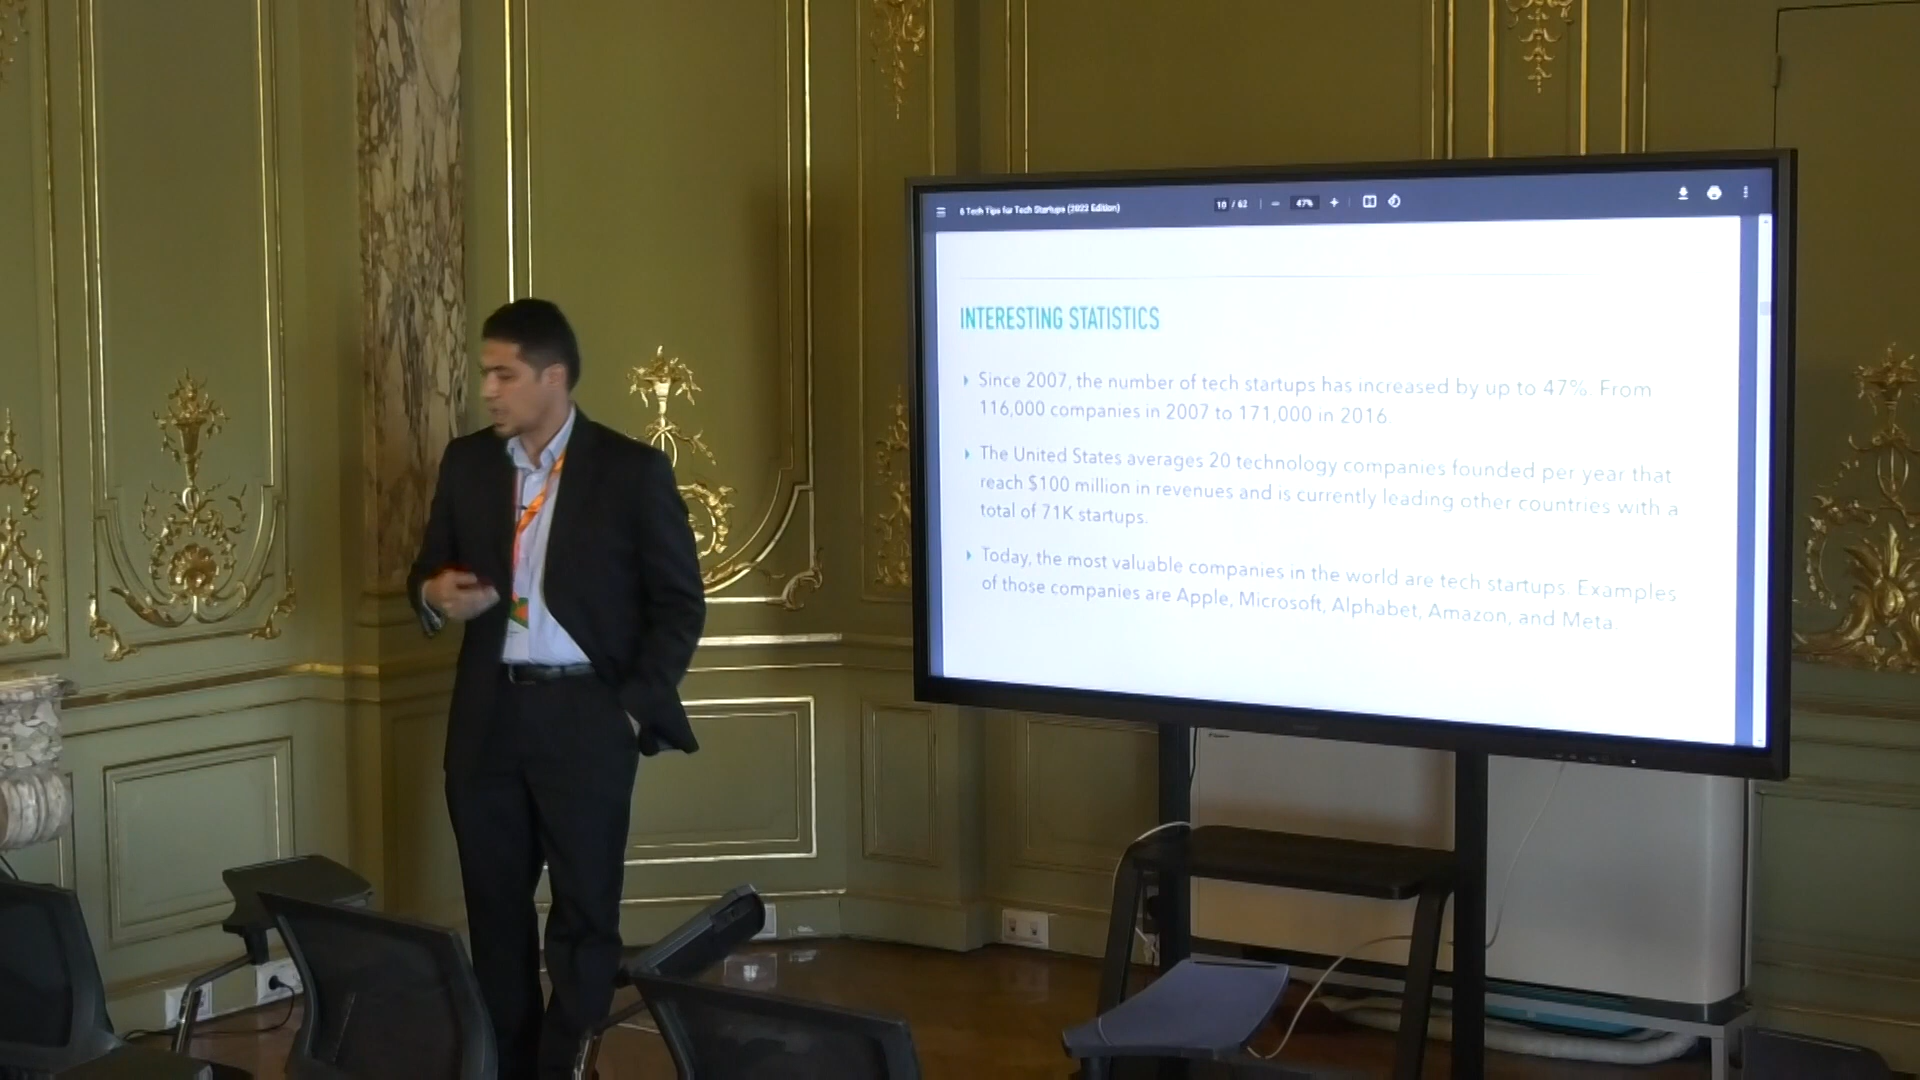 6 Tech Tips for Tech Startups (2022 Edition)
10 / 62
47%
INTERESTING STATISTICS
Since 2007, the number of tech startups has increased by up to 47%. From
116,000 companies in 2007 to 171,000 in 2016.
The United States averages 20 technology companies founded per year that
reach $100 million in revenues and is currently leading other countries with a
total of 71K startups.
Today, the most valuable companies in the world are tech startups. Examples
of those companies are Apple, Microsoft, Alphabet, Amazon, and Meta.